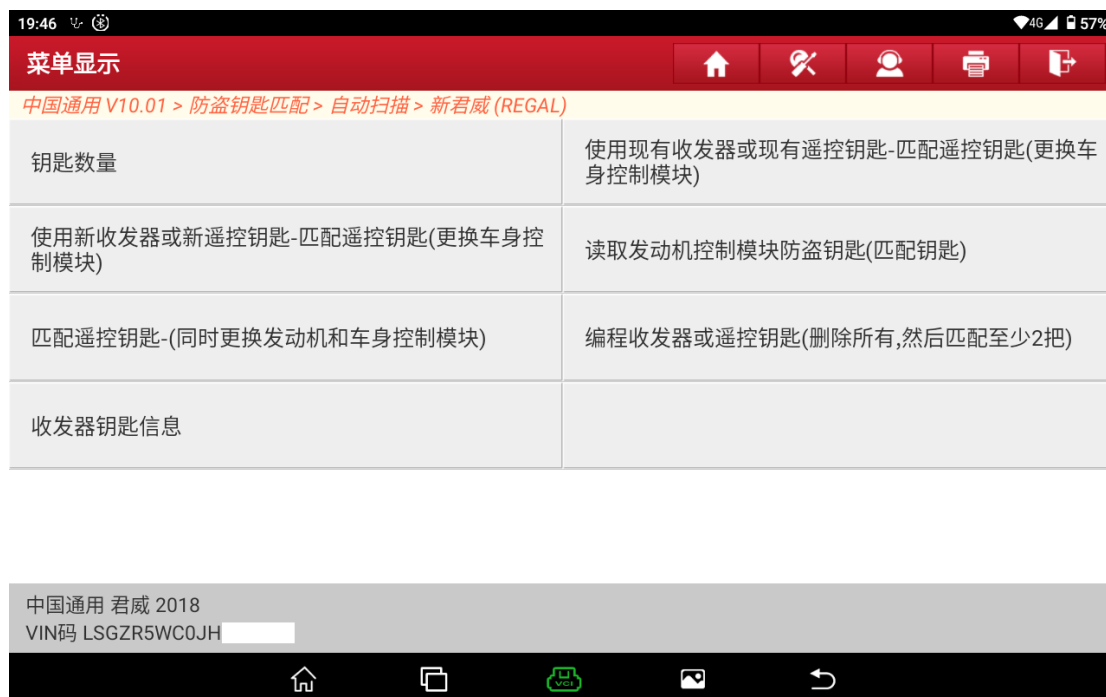 19:46 4G 57%
菜单显示
中国通用 V10.01 > 防盗钥匙匹配 > 自动扫描 > 新君威 (REGAL)
钥匙数量
使用现有收发器或现有遥控钥匙-匹配遥控钥匙(更换车
身控制模块)
使用新收发器或新遥控钥匙-匹配遥控钥匙(更换车身控
制模块)
读取发动机控制模块防盗钥匙(匹配钥匙)
匹配遥控钥匙-(同时更换发动机和车身控制模块)
编程收发器或遥控钥匙(删除所有,然后匹配至少2把)
收发器钥匙信息
中国通用 君威 2018
VIN码 LSGZR5WC0JH
VCI